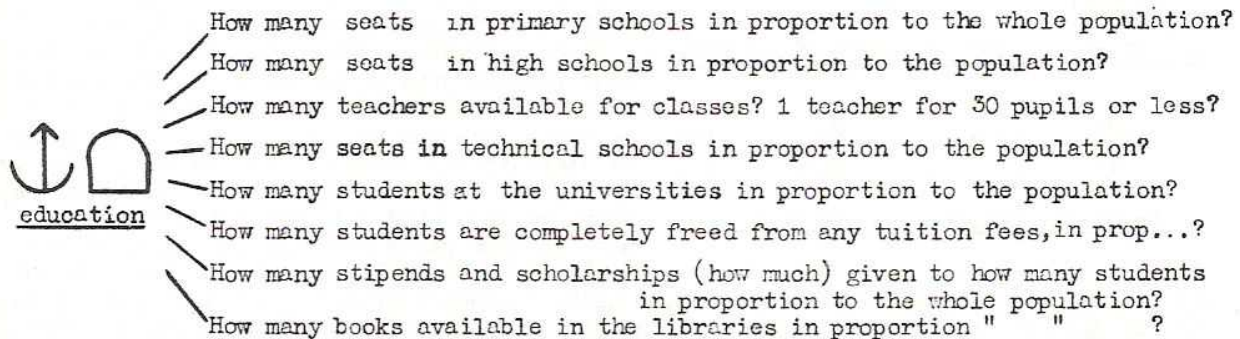 How many seats in primary schools in proportion to the whole population?
How many seats in high schools in proportion to the population?
How many teachers available for classes? 1 teacher for 30 pupils or less?
How many seats in technical schools in proportion to the population?
How many students at the universities in proportion to the population?
education
How many students are completely freed from any tuition fees, in prop...?
How many stipends and scholarships (how much) given to how many students
in proportion to the whole population?
How many books available in the libraries in proportion " " ?